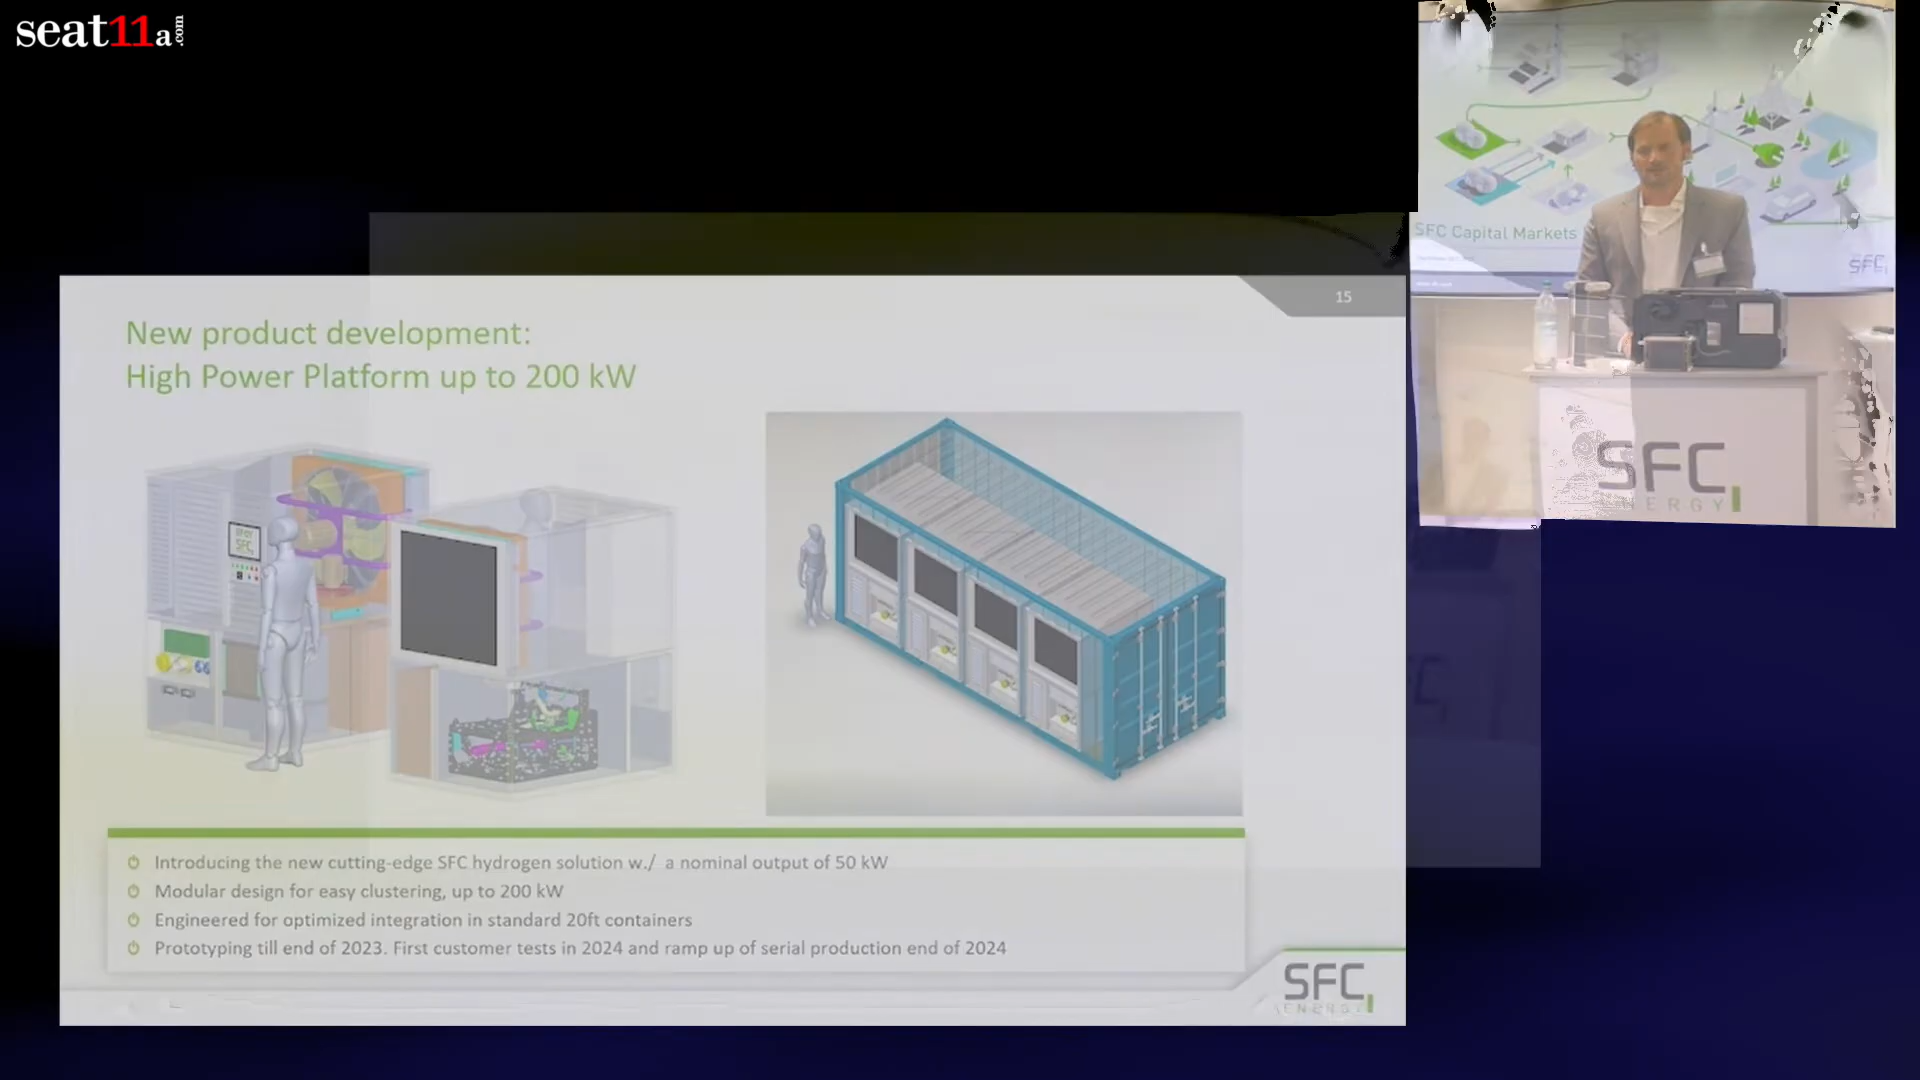 seat11a.com
15
New product development:
High Power Platform up to 200 kW
SFC
Introducing the new cutting-edge SFC hydrogen solution w./ a nominal output of 50 kW
Modular design for easy clustering, up to 200 kW
Engineered for optimized integration in standard 20ft containers
Prototyping till end of 2023. First customer tests in 2024 and ramp up of serial production end of 2024
SFC
ENERGY
SFC Capital Markets
SFC
SFC
ENERGY